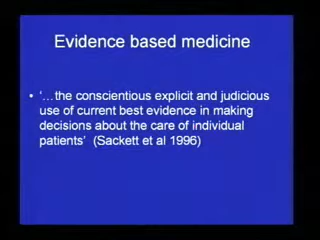 Evidence based medicine
• '…the conscientious explicit and judicious
use of current best evidence in making
decisions about the care of individual
patients' (Sackett et al 1996)